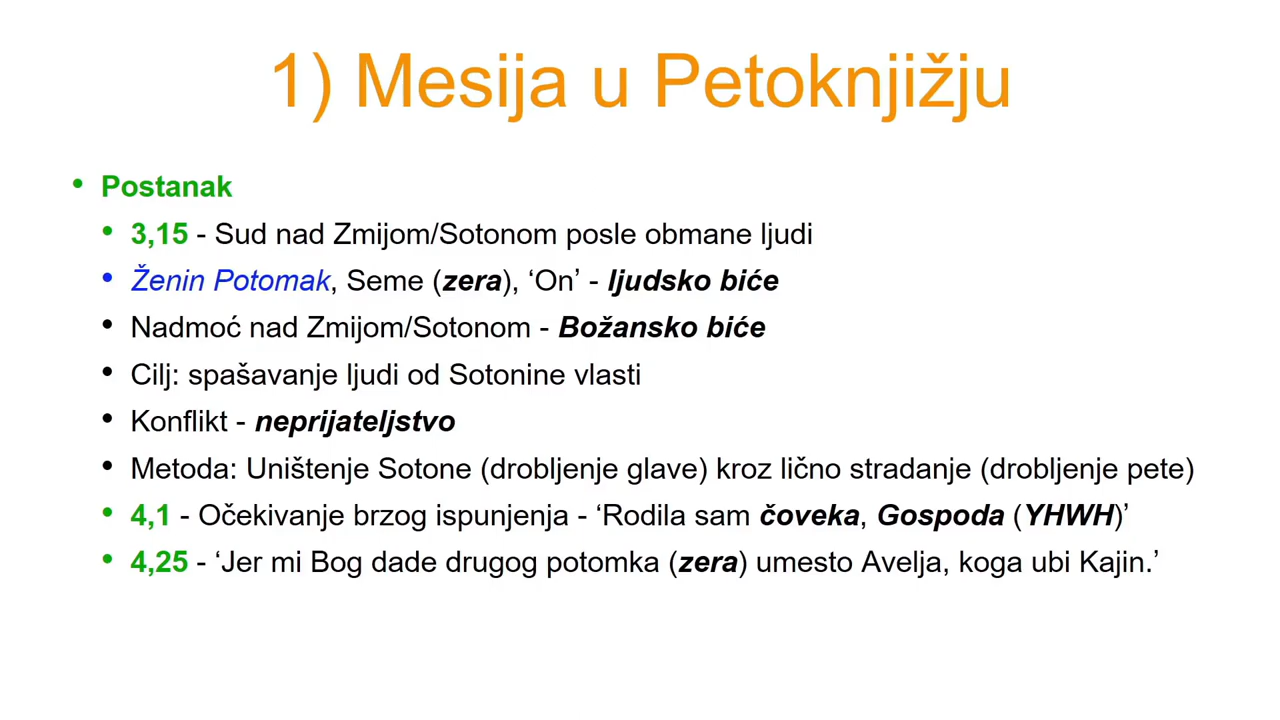 1) Mesija u Petoknjižju
• Postanak
• 3,15 - Sud nad Zmijom/Sotonom posle obmane ljudi
• Ženin Potomak, Seme (zera), ‘On’ - ljudsko biće
• Nadmoć nad Zmijom/Sotonom - Božansko biće
• Cilj: spašavanje ljudi od Sotonine vlasti
• Konflikt - neprijateljstvo
• Metoda: Uništenje Sotone (drobljenje glave) kroz lično stradanje (drobljenje pete)
• 4,1 - Očekivanje brzog ispunjenja - ‘Rodila sam čoveka, Gospoda (YHWH)’
• 4,25 - ‘Jer mi Bog dade drugog potomka (zera) umesto Avelja, koga ubi Kajin.’